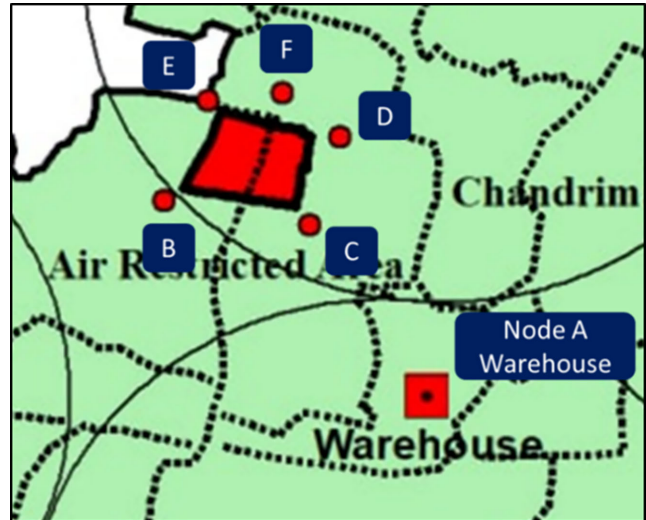 E
F
D
Chandrim
B
C
Air Restricted Area
Node A
Warehouse
Warehouse